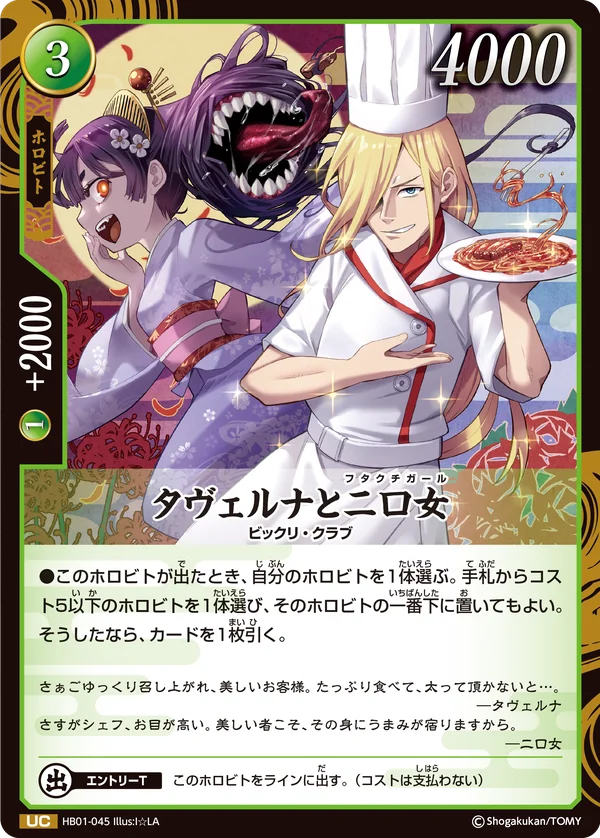 3
4000
ホロビト
+2000
1
フタクチガール
タヴェルナと二口女
ビックリ・クラブ
●このホロビトが出たとき、自分のホロビトを1体選ぶ。手札からコス
ト5以下のホロビトを1体選び、そのホロビトの一番下に置いてもよい。
そうしたなら、カードを1枚引く。
さぁごゆっくり召し上がれ、美しいお客様。たっぷり食べて、太って頂かないと…。
―タヴェルナ
さすがシェフ、お目が高い。美しい者こそ、その身にうまみが宿りますから。
―二口女
出 エントリーT このホロビトをラインに出す。(コストは支払わない)
UC HB01-045 Illus:I☆LA
©Shogakukan/TOMY